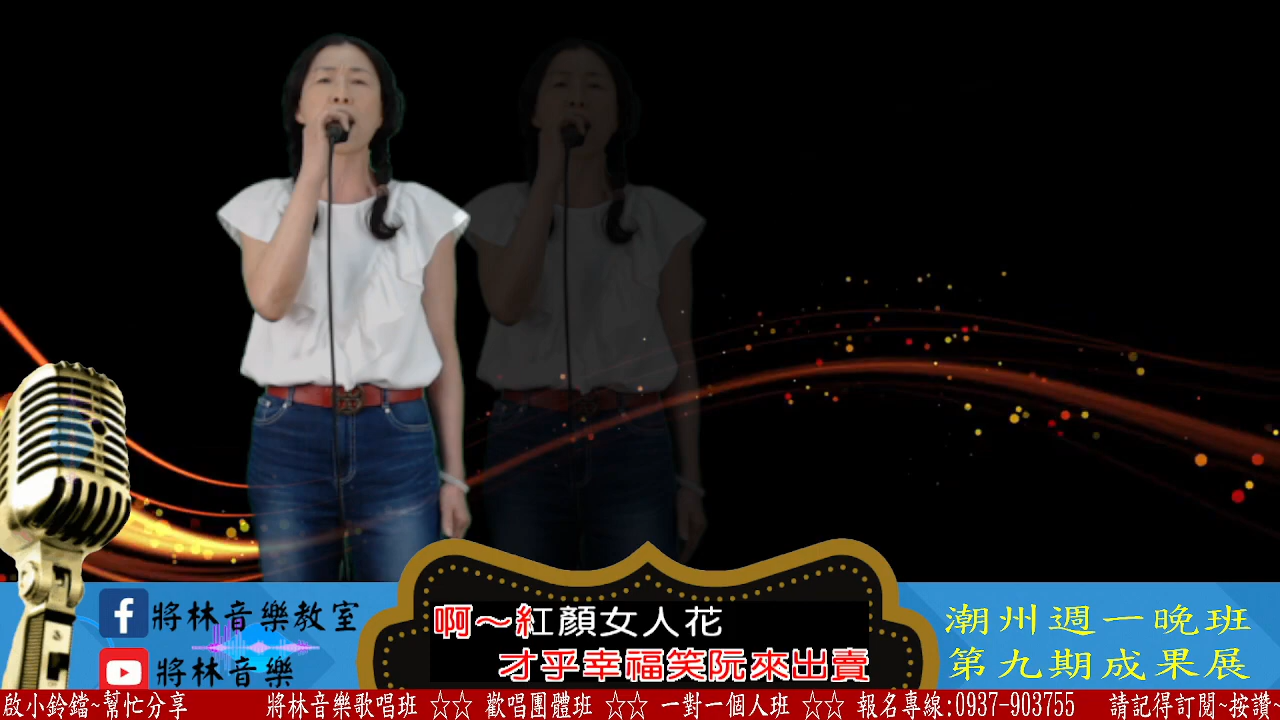 啊～紅顏女人花
才乎幸福笑阮來出賣
將林音樂教室
將林音樂
潮州週一晚班
第九期成果展
啟小鈴鐺~幫忙分享 將林音樂歌唱班 ☆☆ 歡唱團體班 ☆☆ 一對一個人班 ☆☆ 報名專線:0937-903755 請記得訂閱~按讚~